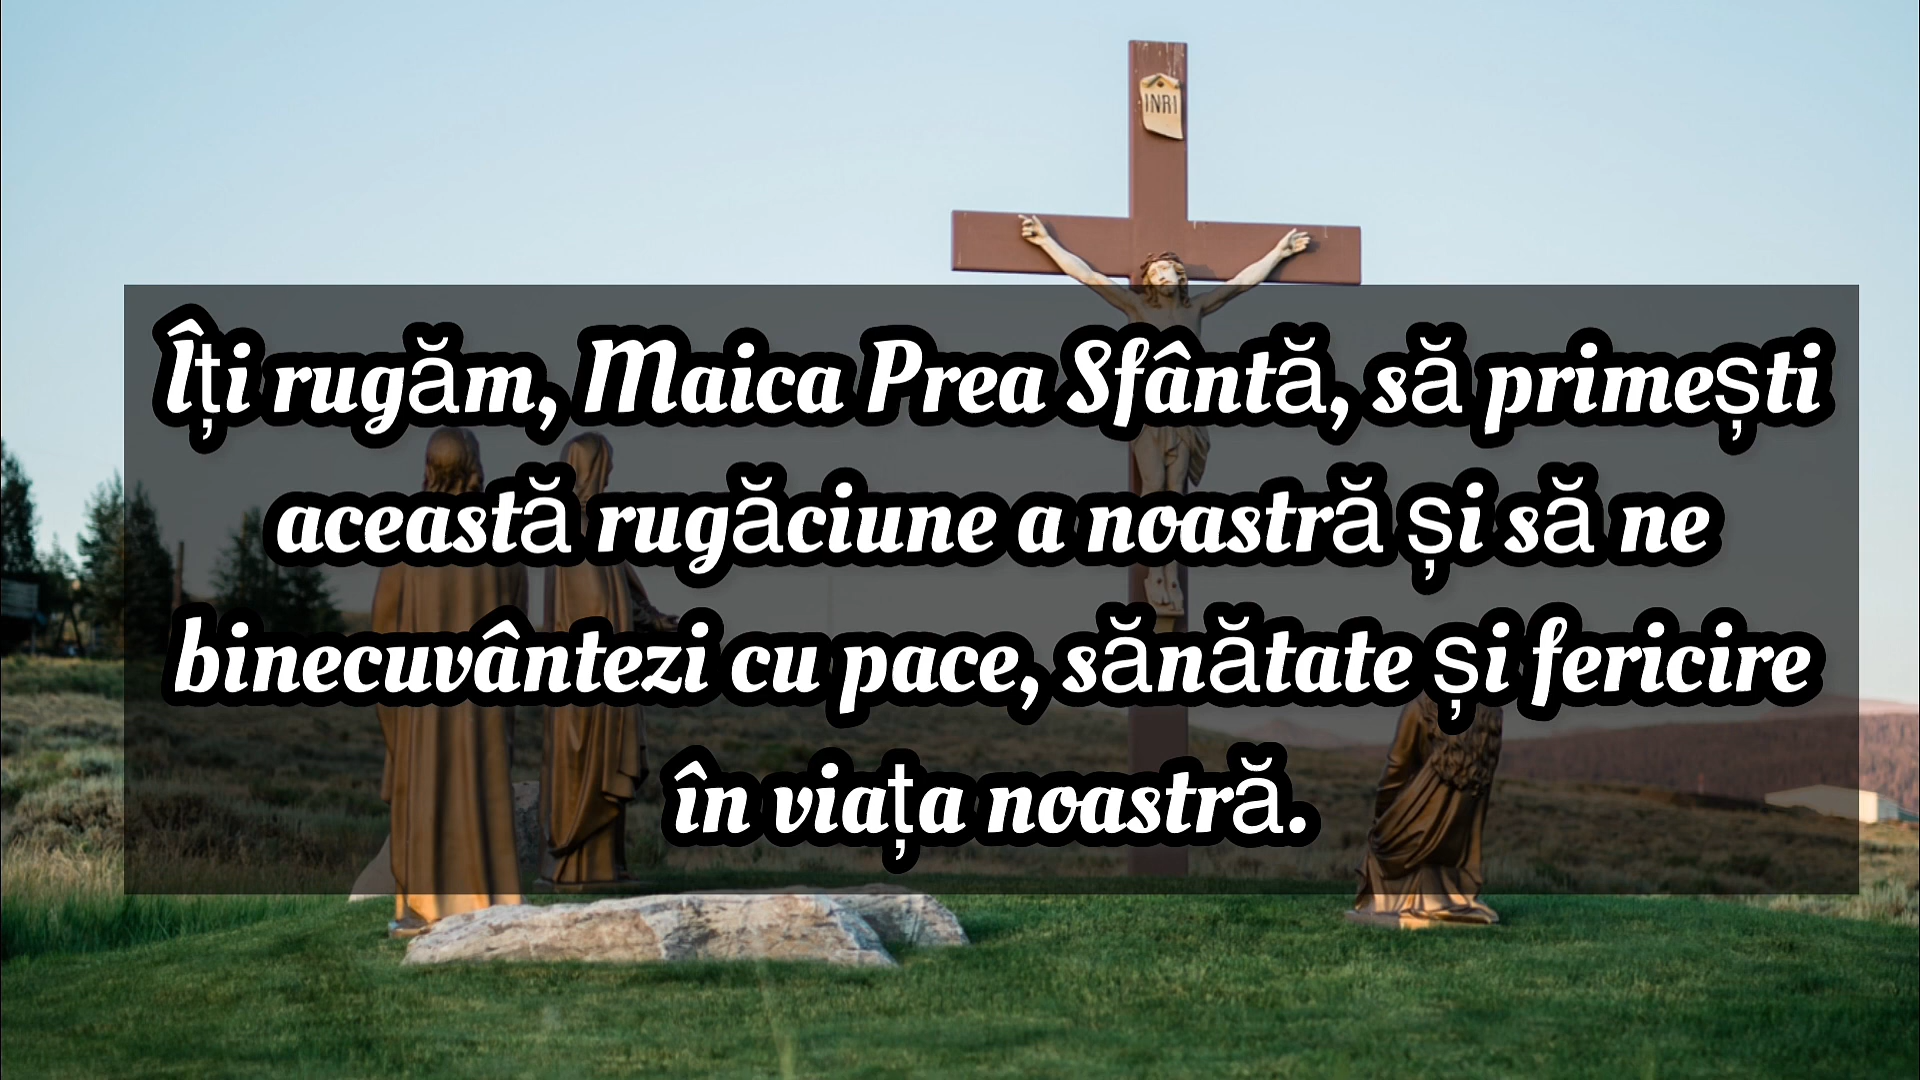 INRI
Îți rugăm, Maica Prea Sfântă, să primești
această rugăciune a noastră și să ne
binecuvântezi cu pace, sănătate și fericire
în viața noastră.